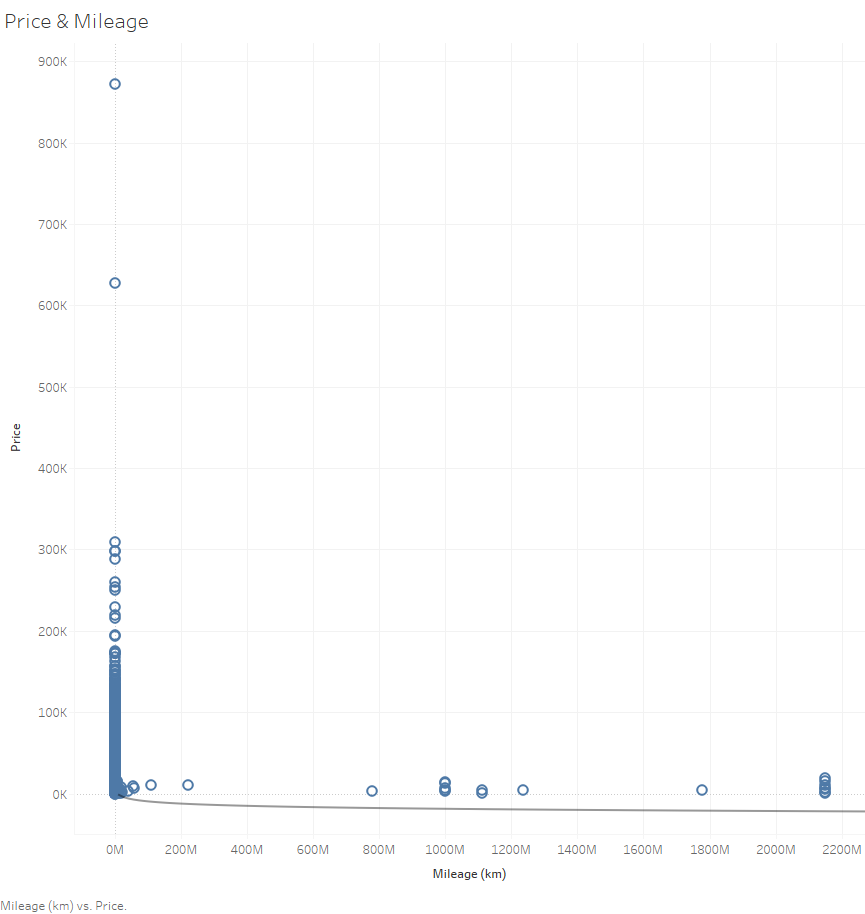 Price & Mileage
900K
800K
700K
600K
500K
400K
300K
200K
100K
0K
Price
0M 200M 400M 600M 800M 1000M 1200M 1400M 1600M 1800M 2000M 2200M
Mileage (km)
Mileage (km) vs. Price.